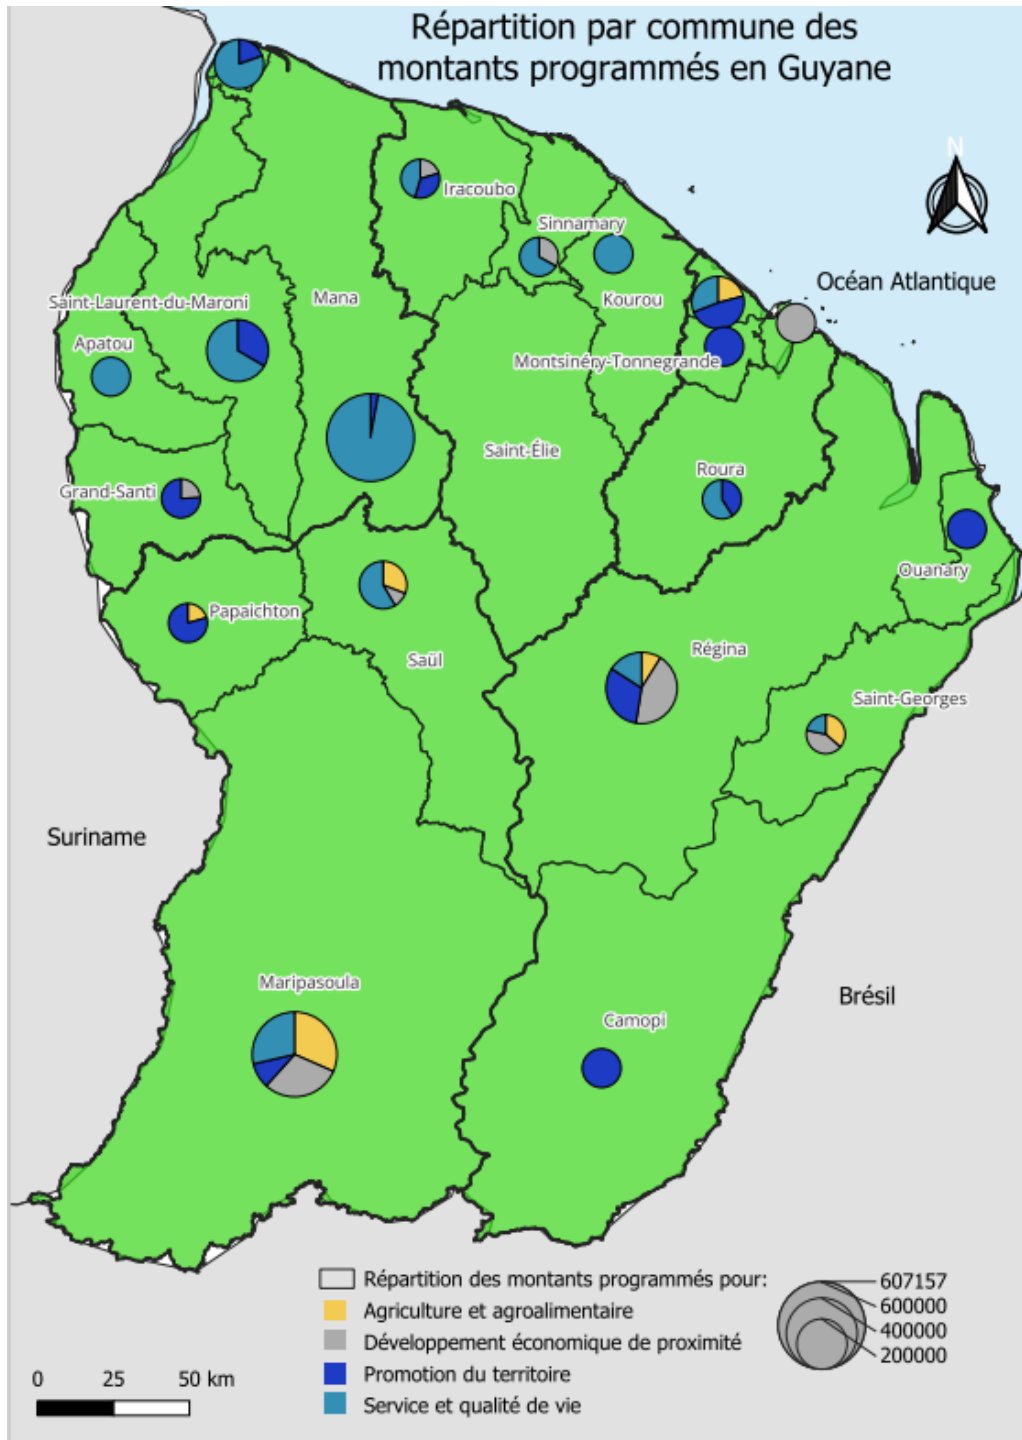 Répartition par commune des
montants programmés en Guyane
N
Iracoubo
Sinnamary
Océan Atlantique
Saint-Laurent-du-Maroni
Mana
Kourou
Apatou
Montsinéry-Tonnegrande
Saint-Élie
Roura
Grand-Santi
Ouanary
Papaichton
Saül
Régina
Saint-Georges
Suriname
Maripasoula
Brésil
Camopi
Répartition des montants programmés pour:
Agriculture et agroalimentaire
Développement économique de proximité
Promotion du territoire
Service et qualité de vie
607157
600000
400000
200000
0 25 50 km